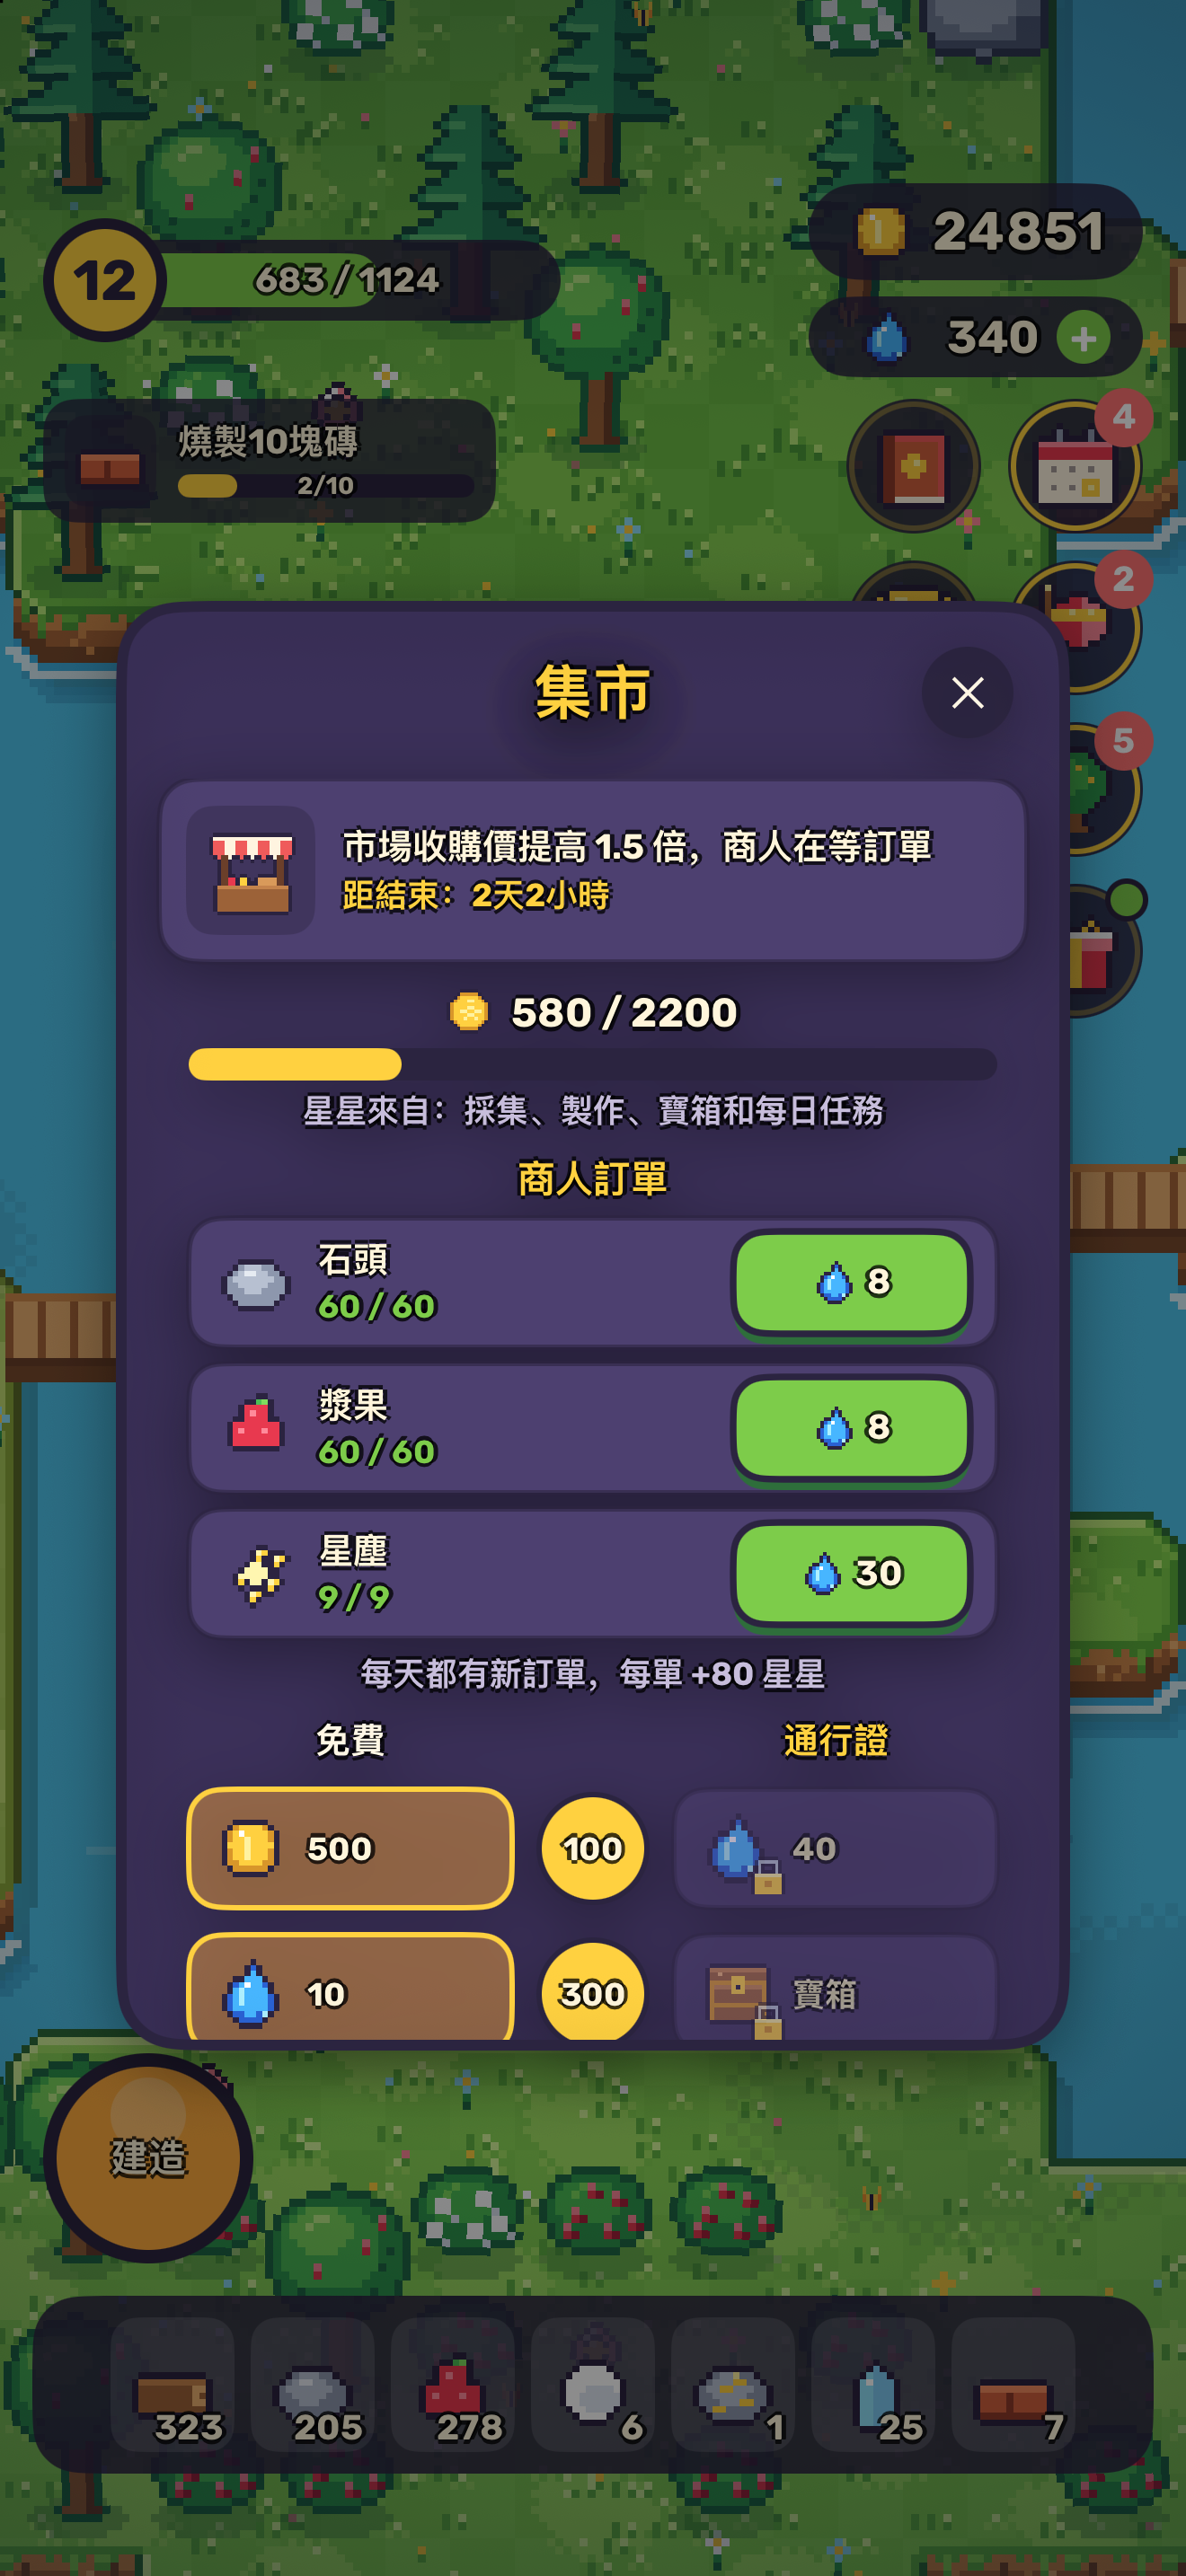 24851
12
683 / 1124
340
燒製10塊磚
2/10
4
2
5
集市
市場收購價提高 1.5 倍，商人在等訂單
距結束：2天2小時
580 / 2200
星星來自：採集、製作、寶箱和每日任務
商人訂單
石頭
60 / 60
8
漿果
60 / 60
8
星塵
9 / 9
30
每天都有新訂單，每單 +80 星星
免費
通行證
500
100
40
10
300
寶箱
建造
323
205
278
6
1
25
7